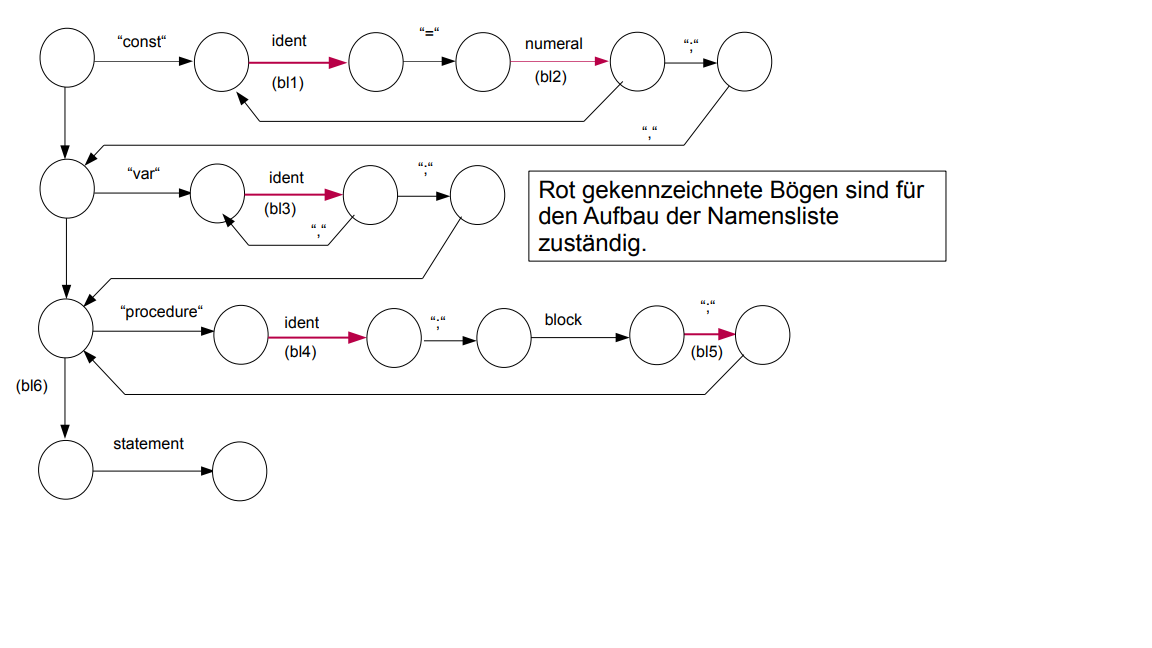 “const“
ident
“=“
numeral
“;“
(bl1)
(bl2)
“,“
“var“
ident
“;“
(bl3)
“,“
Rot gekennzeichnete Bögen sind für
den Aufbau der Namensliste
zuständig.
“procedure“
ident
“;“
block
“;“
(bl4)
(bl5)
(bl6)
statement